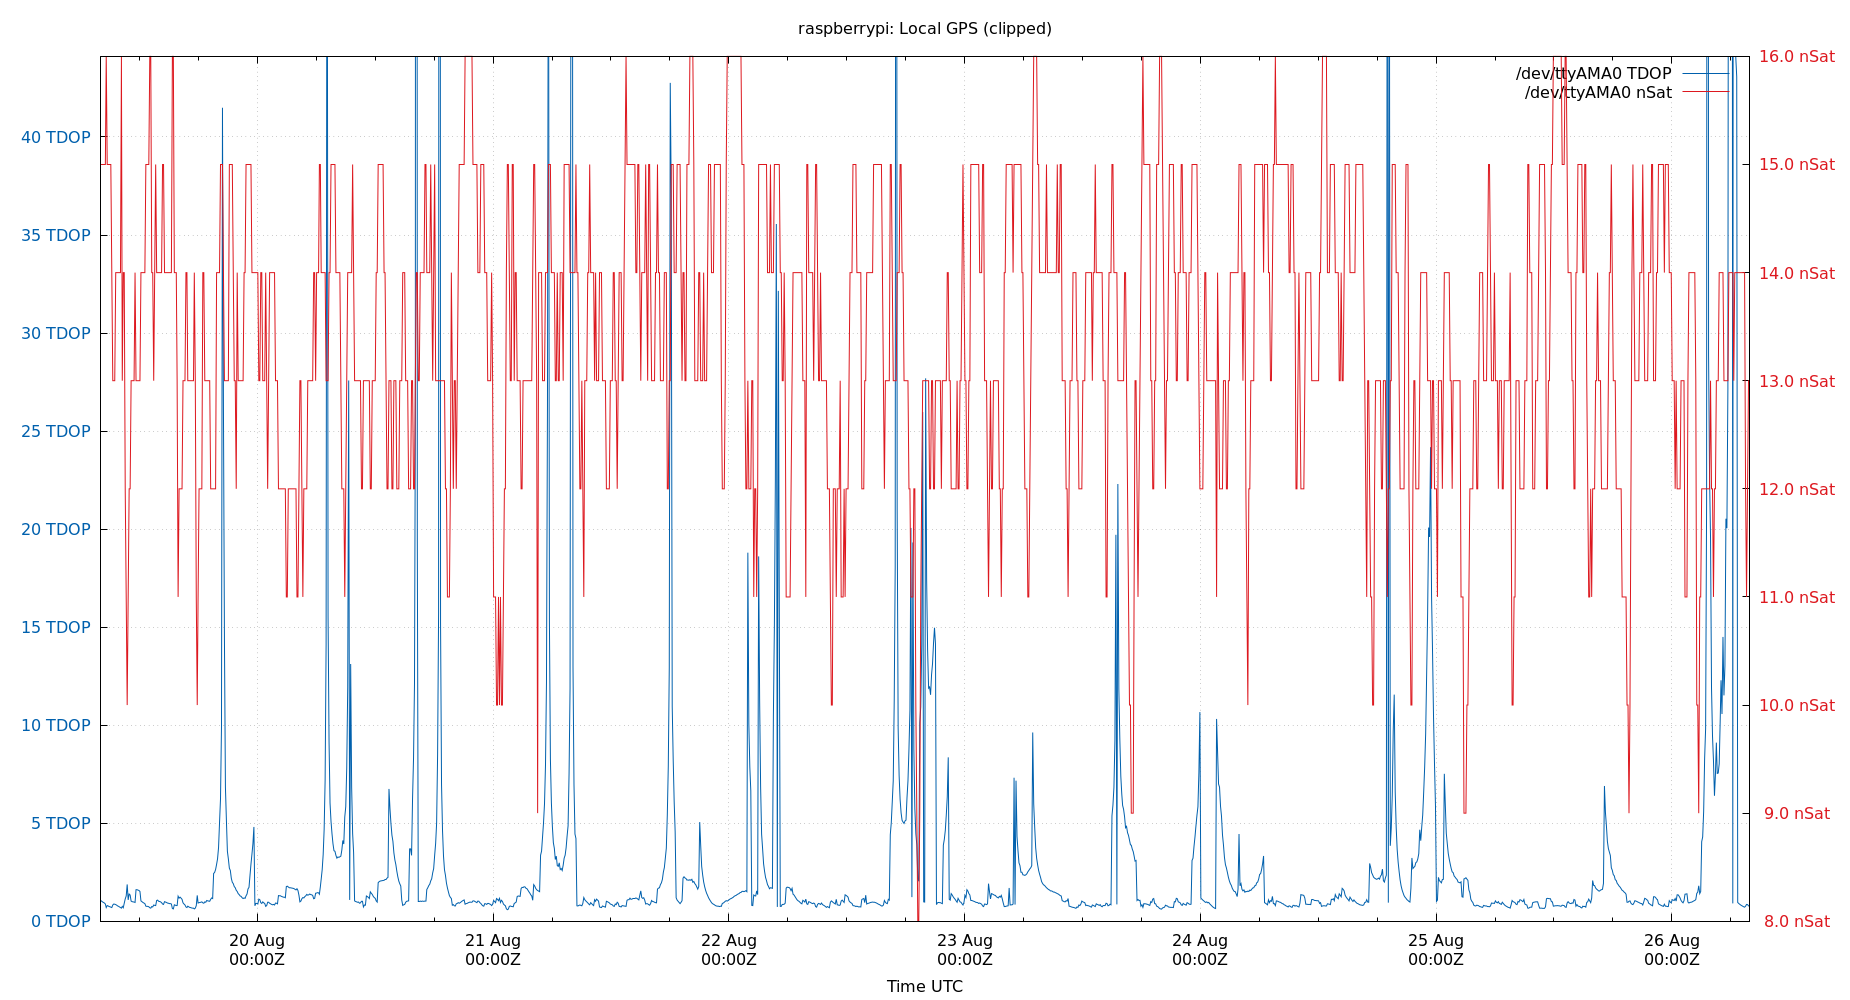 raspberrypi: Local GPS (clipped)
/dev/ttyAMA0 TDOP
/dev/ttyAMA0 nSat
40 TDOP
35 TDOP
30 TDOP
25 TDOP
20 TDOP
15 TDOP
10 TDOP
5 TDOP
0 TDOP
16.0 nSat
15.0 nSat
14.0 nSat
13.0 nSat
12.0 nSat
11.0 nSat
10.0 nSat
9.0 nSat
8.0 nSat
20 Aug
00:00Z
21 Aug
00:00Z
22 Aug
00:00Z
23 Aug
00:00Z
24 Aug
00:00Z
25 Aug
00:00Z
26 Aug
00:00Z
Time UTC